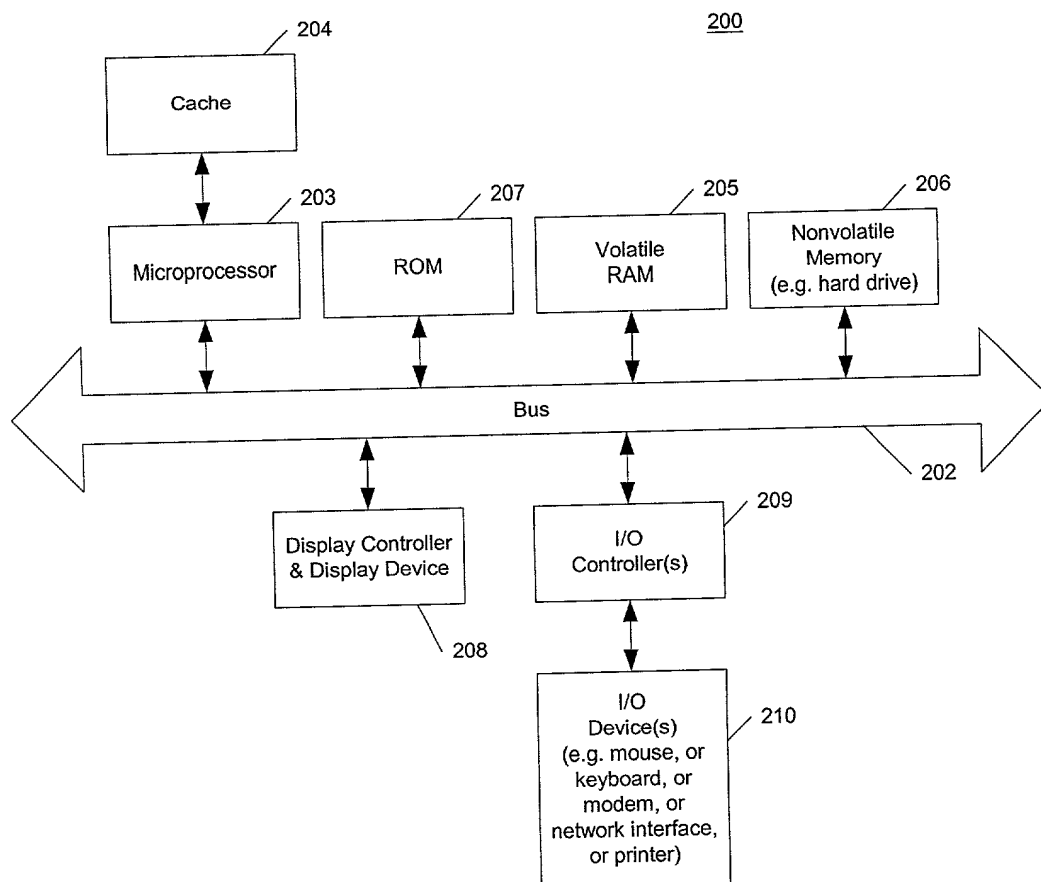 200
204
Cache
203
207
205
206
Microprocessor
ROM
Volatile
RAM
Nonvolatile
Memory
(e.g. hard drive)
Bus
202
209
Display Controller
& Display Device
I/O
Controller(s)
208
I/O
Device(s)
(e.g. mouse, or
keyboard, or
modem, or
network interface,
or printer)
210